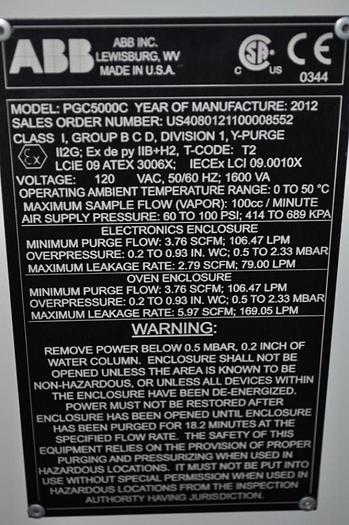 ABB
ABB INC.
LEWISBURG, WV
MADE IN U.S.A.
C US
0344
MODEL: PGC5000C YEAR OF MANUFACTURE: 2012
SALES ORDER NUMBER: US4080121100008552
CLASS I, GROUP B C D, DIVISION 1, Y-PURGE
II2G; Ex de py IIB+H2, T-CODE: T2
LCIE 09 ATEX 3006X; IECEx LCI 09.0010X
VOLTAGE: 120 VAC, 50/60 HZ; 1600 VA
OPERATING AMBIENT TEMPERATURE RANGE: 0 TO 50 °C
MAXIMUM SAMPLE FLOW (VAPOR): 100cc / MINUTE
AIR SUPPLY PRESSURE: 60 TO 100 PSI; 414 TO 689 KPA
ELECTRONICS ENCLOSURE
MINIMUM PURGE FLOW: 3.76 SCFM; 106.47 LPM
OVERPRESSURE: 0.2 TO 0.93 IN. WC; 0.5 TO 2.33 MBAR
MAXIMUM LEAKAGE RATE: 2.79 SCFM; 79.00 LPM
OVEN ENCLOSURE
MINIMUM PURGE FLOW: 3.76 SCFM; 106.47 LPM
OVERPRESSURE: 0.2 TO 0.93 IN. WC; 0.5 TO 2.33 MBAR
MAXIMUM LEAKAGE RATE: 5.97 SCFM; 169.05 LPM
WARNING:
REMOVE POWER BELOW 0.5 MBAR, 0.2 INCH OF
WATER COLUMN. ENCLOSURE SHALL NOT BE
OPENED UNLESS THE AREA IS KNOWN TO BE
NON-HAZARDOUS, OR UNLESS ALL DEVICES WITHIN
THE ENCLOSURE HAVE BEEN DE-ENERGIZED.
POWER MUST NOT BE RESTORED AFTER
ENCLOSURE HAS BEEN OPENED UNTIL ENCLOSURE
HAS BEEN PURGED FOR 18.2 MINUTES AT THE
SPECIFIED FLOW RATE. THE SAFETY OF THIS
EQUIPMENT RELIES ON THE PROVISION OF PROPER
PURGING AND PRESSURIZING WHEN USED IN
HAZARDOUS LOCATIONS. IT MUST NOT BE PUT INTO
USE WITHOUT SPECIAL PERMISSION WHEN USED IN
HAZARDOUS LOCATIONS FROM THE INSPECTION
AUTHORITY HAVING JURISDICTION.